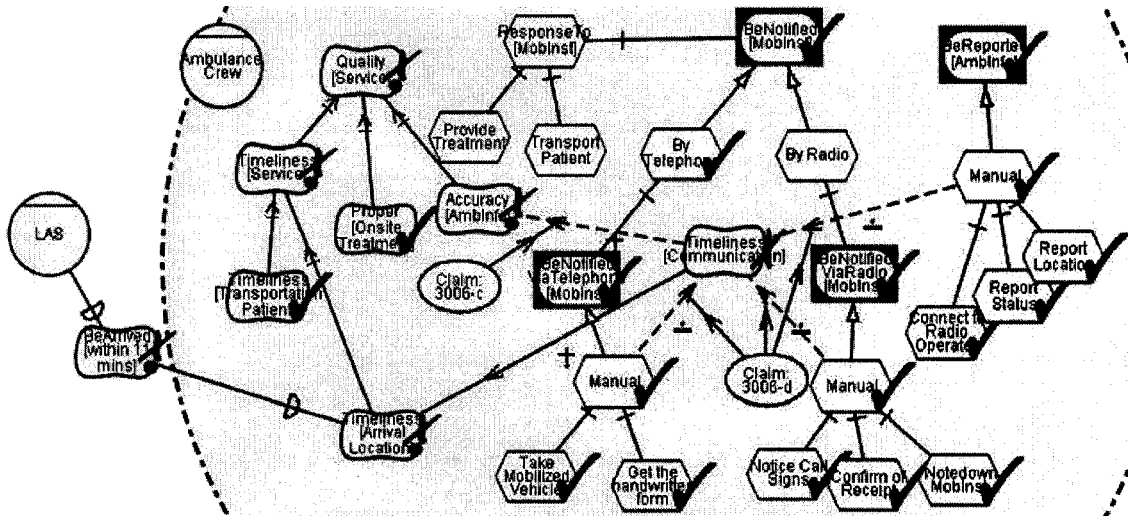 Ambulance
Crew
Quality
[Service]
ResponseTo
[MobInst]
BeNotified
[MobInst]
BeReported
[AmbInfo]
Provide
Treatment
Transport
Patient
By
Telephone
By Radio
Manual
Timeliness
[Service]
Proper
[Onsite
Treatment]
Accuracy
[AmbInfo]
LAS
Claim:
3006-c
BeNotified
ViaTelephone
[MobInst]
Timeliness
[Communication]
BeNotified
ViaRadio
[MobInst]
Report
Location
Report
Status
Connect to
Radio
Operator
Timeliness
[Transportation
Patient]
BeArrived
[within 11
mins]
Manual
Claim:
3006-d
Manual
Timeliness
[Arrival
Location]
Take
Mobilized
Vehicle
Get the
handwritten
form
Notice Call
Signs
Confirm of
Receipt
Notedown
MobInst